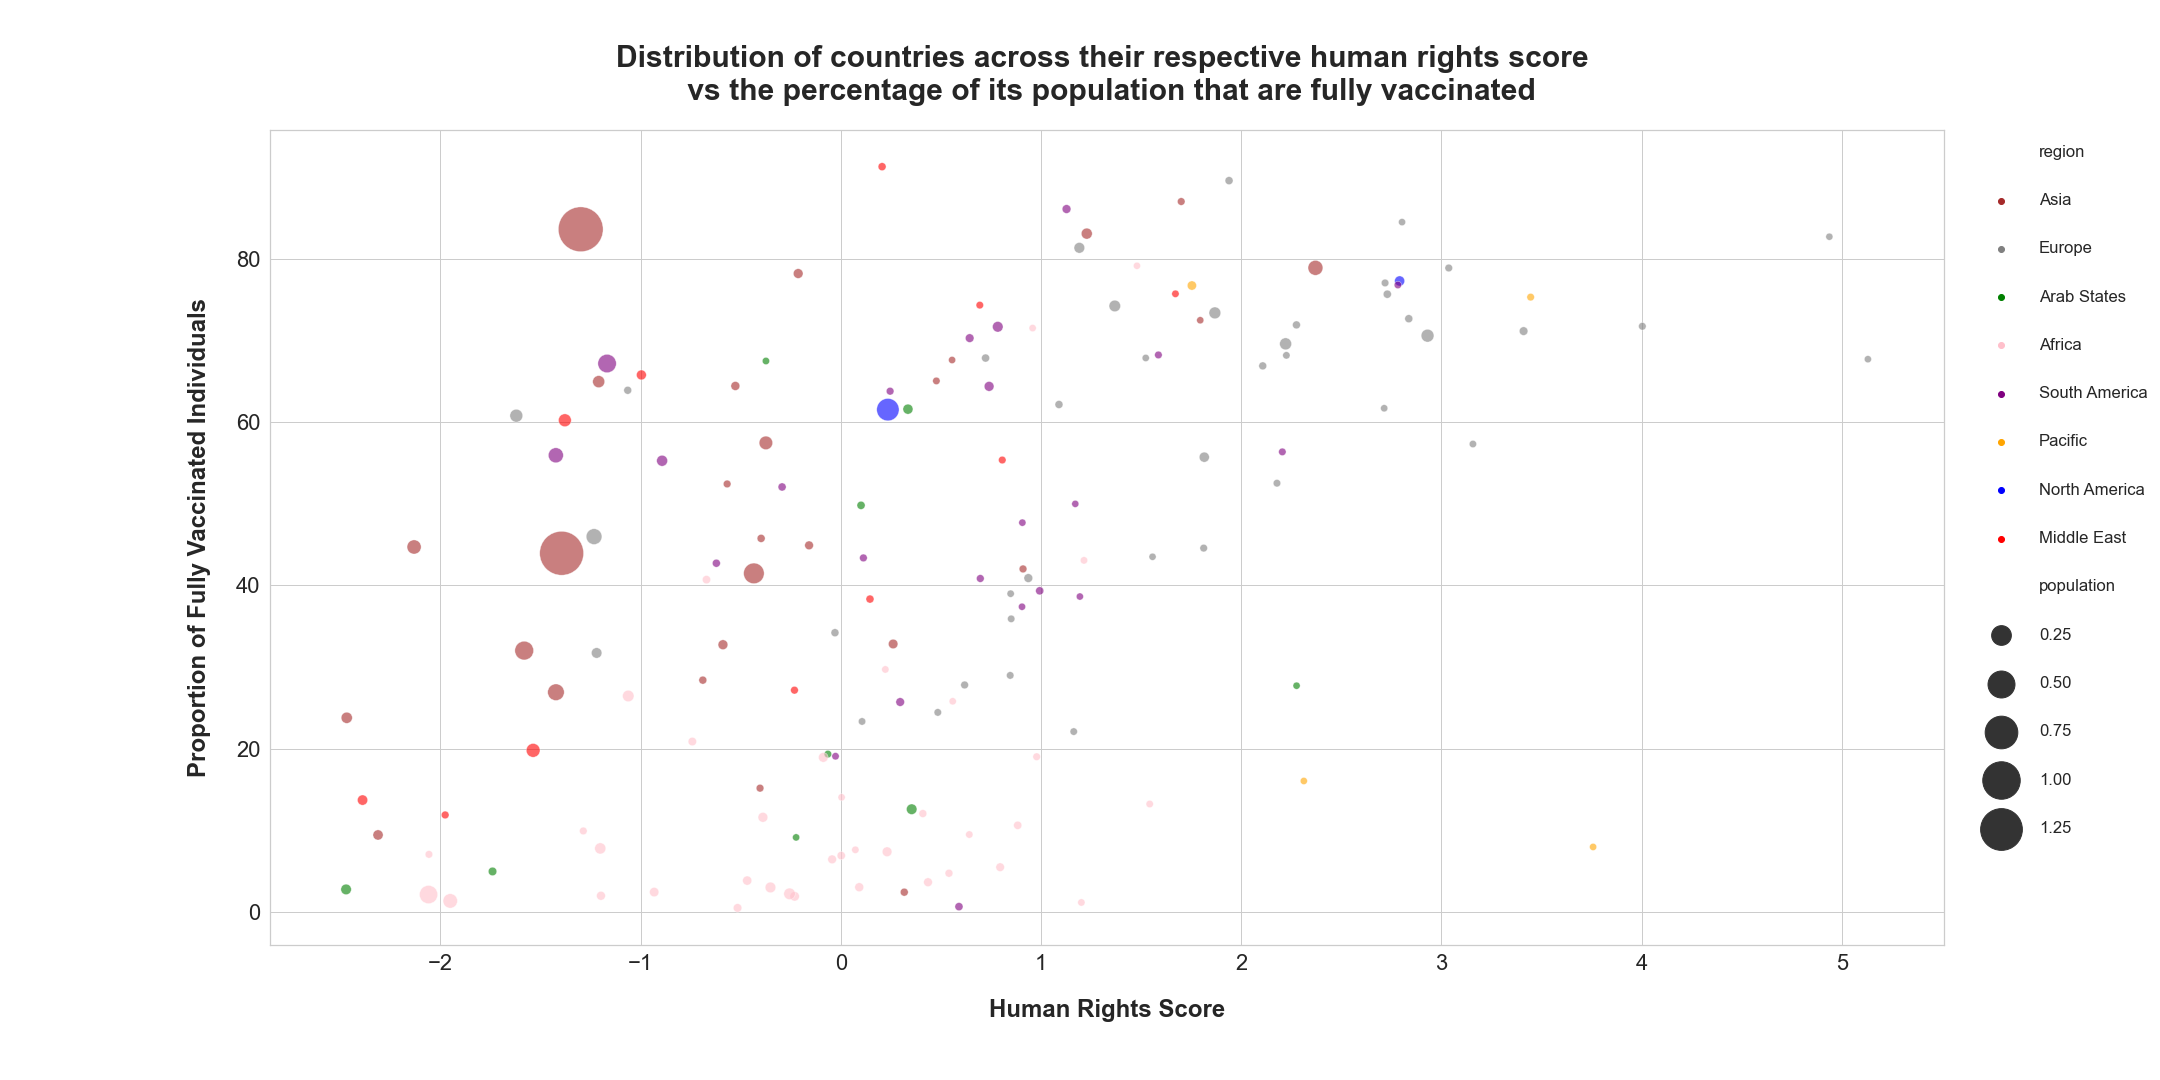 Distribution of countries across their respective human rights score
vs the percentage of its population that are fully vaccinated
Proportion of Fully Vaccinated Individuals
80
60
40
20
0
−2
−1
0
1
2
3
4
5
Human Rights Score
region
Asia
Europe
Arab States
Africa
South America
Pacific
North America
Middle East
population
0.25
0.50
0.75
1.00
1.25